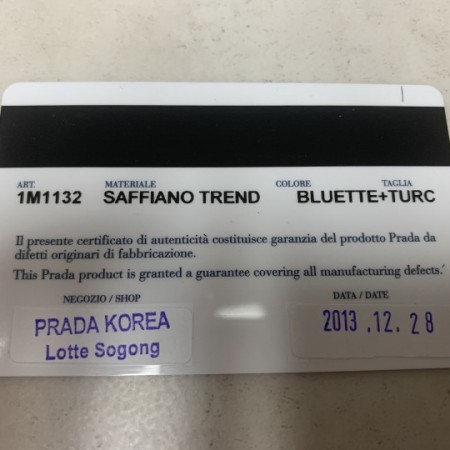 ART. MATERIALE COLORE TAGLIA
1M1132 SAFFIANO TREND BLUETTE+TURC
Il presente certificato di autenticità costituisce garanzia del prodotto Prada da
difetti originari di fabbricazione.
This Prada product is granted a guarantee covering all manufacturing defects.
NEGOZIO / SHOP DATA / DATE
PRADA KOREA 2013 .12. 28
Lotte Sogong